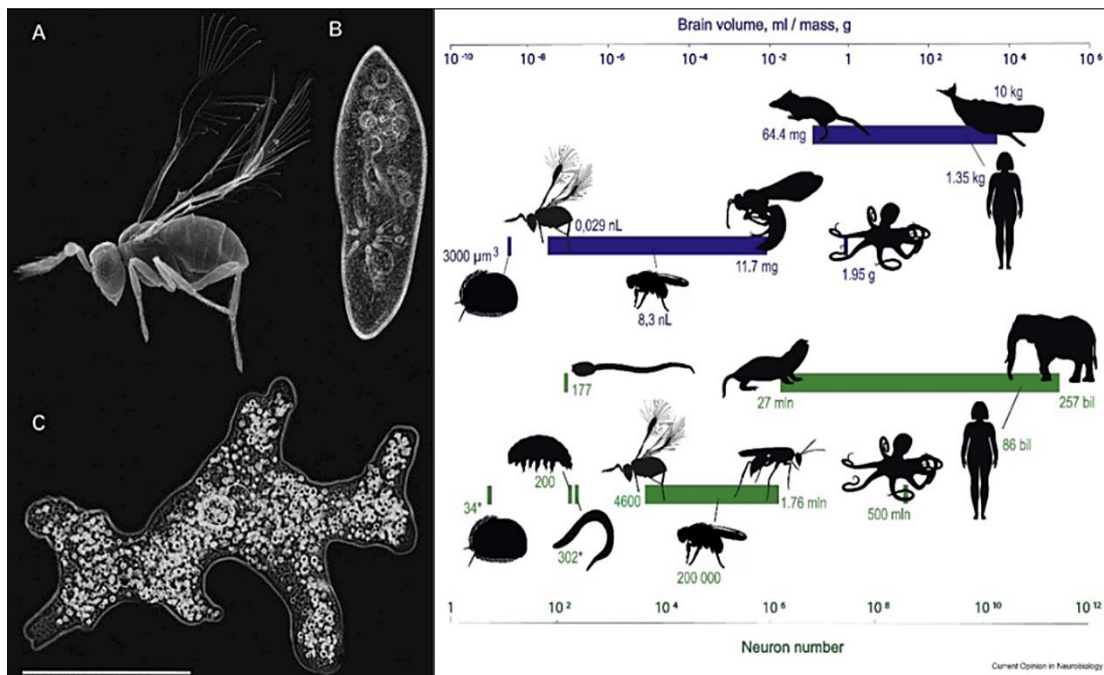 A
B
C
Brain volume, ml / mass, g
10⁻¹⁰ 10⁻⁸ 10⁻⁶ 10⁻⁴ 10⁻² 1 10² 10⁴ 10⁶
10 kg
64.4 mg
1.35 kg
0,029 nL
3000 µm³
11.7 mg
1.95 g
8,3 nL
177
27 mln
257 bil
86 bil
200
4600
1.76 mln
34*
500 mln
302*
200 000
1 10² 10⁴ 10⁶ 10⁸ 10¹⁰ 10¹²
Neuron number
Current Opinion in Neurobiology